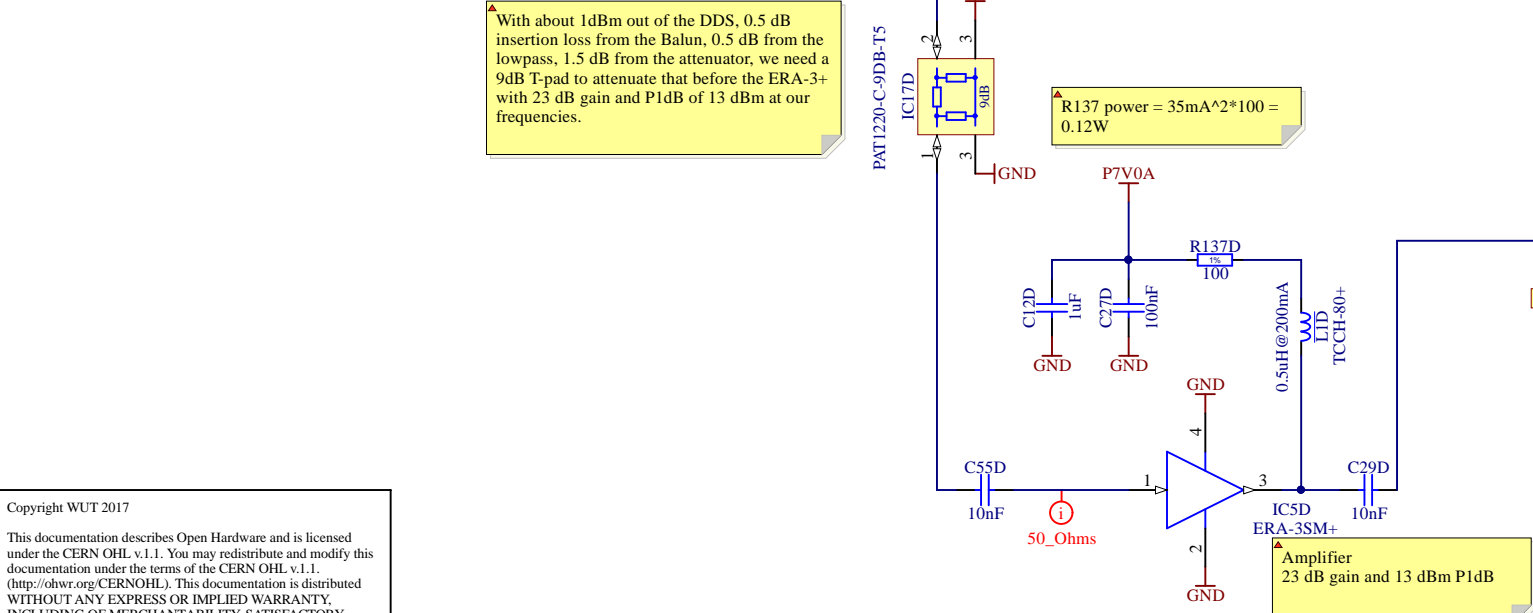 With about 1dBm out of the DDS, 0.5 dB
insertion loss from the Balun, 0.5 dB from the
lowpass, 1.5 dB from the attenuator, we need a
9dB T-pad to attenuate that before the ERA-3+
with 23 dB gain and P1dB of 13 dBm at our
frequencies.
PAT1220-C-9DB-T5
IC17D
2
3
9dB
1
3
GND
R137 power = 35mA^2*100 =
0.12W
P7V0A
R137D
1%
100
C12D
1uF
C27D
100nF
GND
GND
0.5uH@200mA
L1D
TCCH-80+
GND
4
C55D
10nF
i
50_Ohms
1
3
C29D
10nF
IC5D
ERA-3SM+
2
GND
Amplifier
23 dB gain and 13 dBm P1dB
Copyright WUT 2017
This documentation describes Open Hardware and is licensed
under the CERN OHL v.1.1. You may redistribute and modify this
documentation under the terms of the CERN OHL v.1.1.
(http://ohwr.org/CERNOHL). This documentation is distributed
WITHOUT ANY EXPRESS OR IMPLIED WARRANTY,
INCLUDING OF MERCHANTABILITY, SATISFACTORY